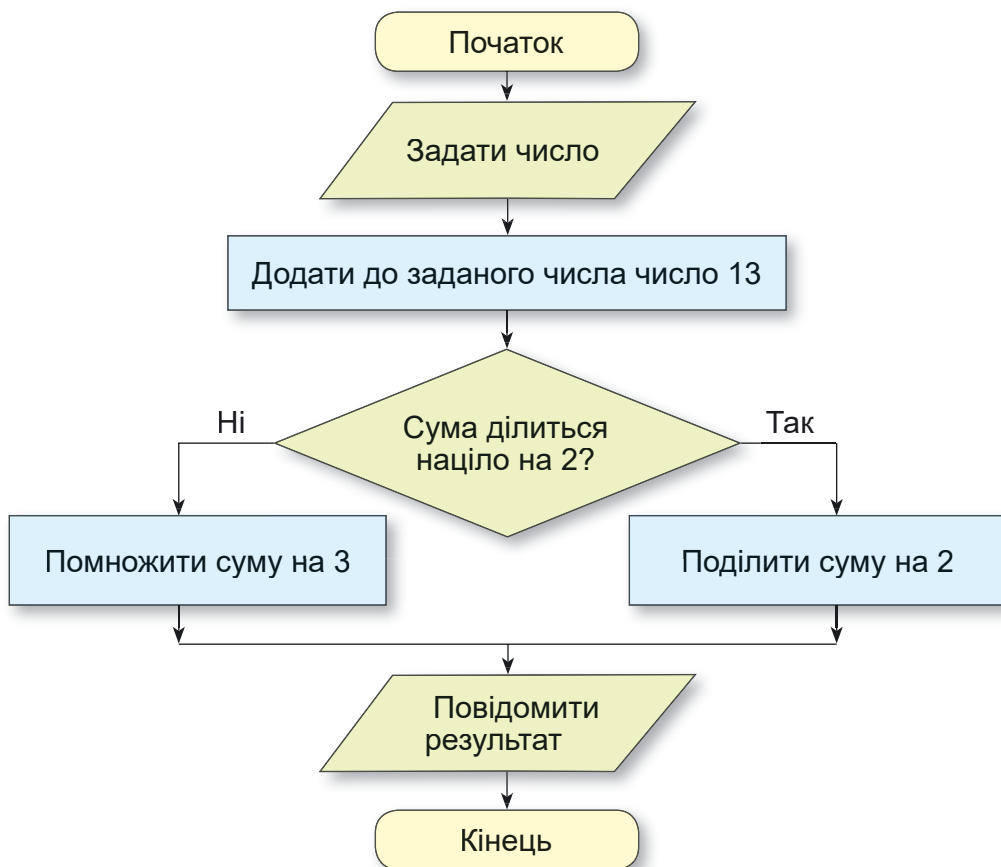 Початок
Задати число
Додати до заданого числа число 13
Ні
Так
Сума ділиться
націло на 2?
Помножити суму на 3
Поділити суму на 2
Повідомити
результат
Кінець